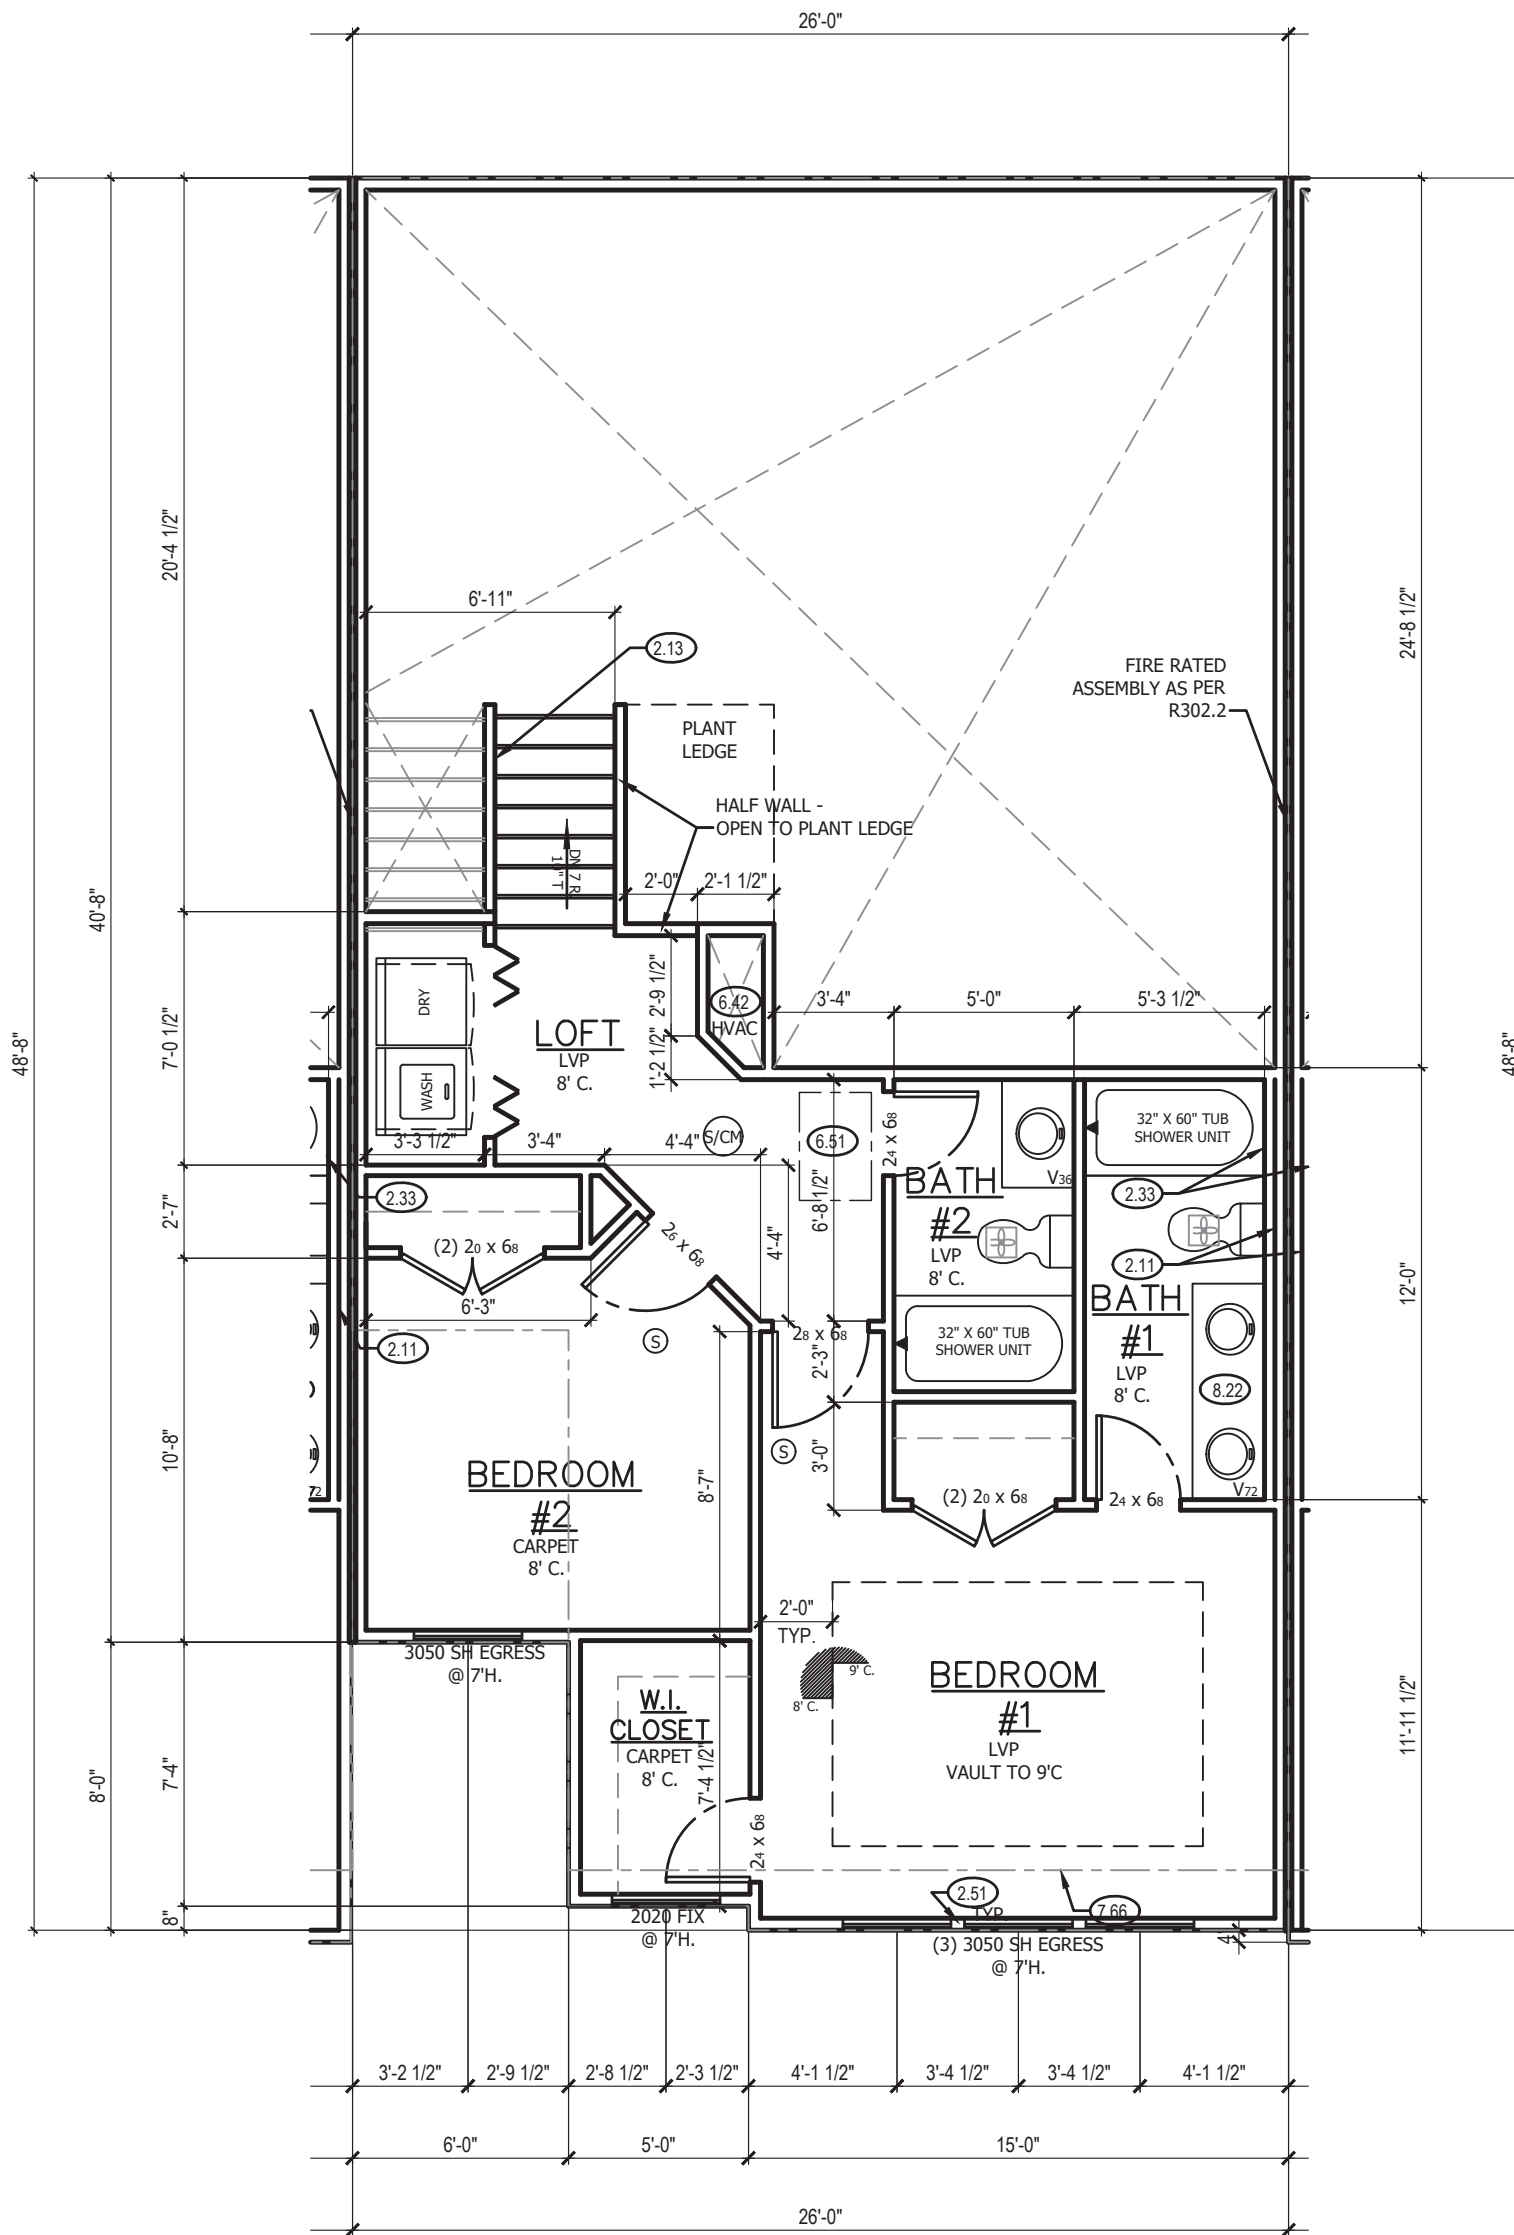 26'-0"
48'-8"
40'-8"
20'-4 1/2"
6'-11"
2.13
24'-8 1/2"
FIRE RATED
ASSEMBLY AS PER
R302.2
PLANT
LEDGE
HALF WALL -
OPEN TO PLANT LEDGE
DN 7 R
10" T
2'-0"
2'-1 1/2"
7'-0 1/2"
DRY
WASH
LOFT
LVP
8' C.
2'-9 1/2"
1'-2 1/2"
6.42
HVAC
3'-4"
5'-0"
5'-3 1/2"
48'-8"
3'-3 1/2"
3'-4"
4'-4"
S/CM
6.51
24 x 68
32" X 60" TUB
SHOWER UNIT
V36
2'-7"
2.33
(2) 20 x 68
6'-3"
26 x 68
4'-4"
6'-8 1/2"
BATH
#2
LVP
8' C.
2.33
2.11
BATH
#1
LVP
8' C.
12'-0"
2.11
S
28 x 68
2'-3"
32" X 60" TUB
SHOWER UNIT
8.22
10'-8"
BEDROOM
#2
CARPET
8' C.
8'-7"
S
3'-0"
(2) 20 x 68
24 x 68
V72
72
2'-0"
TYP.
3050 SH EGRESS
@ 7'H.
9' C.
8' C.
BEDROOM
#1
LVP
VAULT TO 9'C
W.I.
CLOSET
CARPET
8' C.
7'-4 1/2"
24 x 68
11'-11 1/2"
8'-0"
7'-4"
8"
2.51
TYP.
7.66
2020 FIX
@ 7'H.
(3) 3050 SH EGRESS
@ 7'H.
4"
3'-2 1/2"
2'-9 1/2"
2'-8 1/2"
2'-3 1/2"
4'-1 1/2"
3'-4 1/2"
3'-4 1/2"
4'-1 1/2"
6'-0"
5'-0"
15'-0"
26'-0"